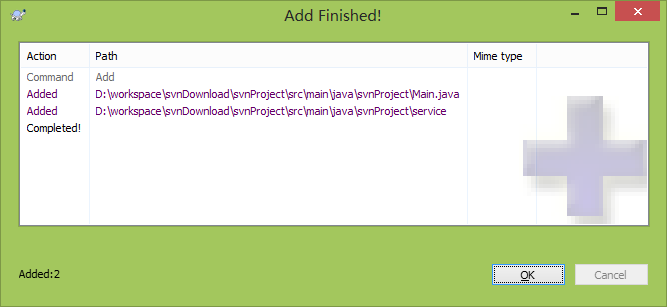 Add Finished!
Action Path Mime type
Command Add
Added D:\workspace\svnDownload\svnProject\src\main\java\svnProject\Main.java
Added D:\workspace\svnDownload\svnProject\src\main\java\svnProject\service
Completed!
Added:2 OK Cancel